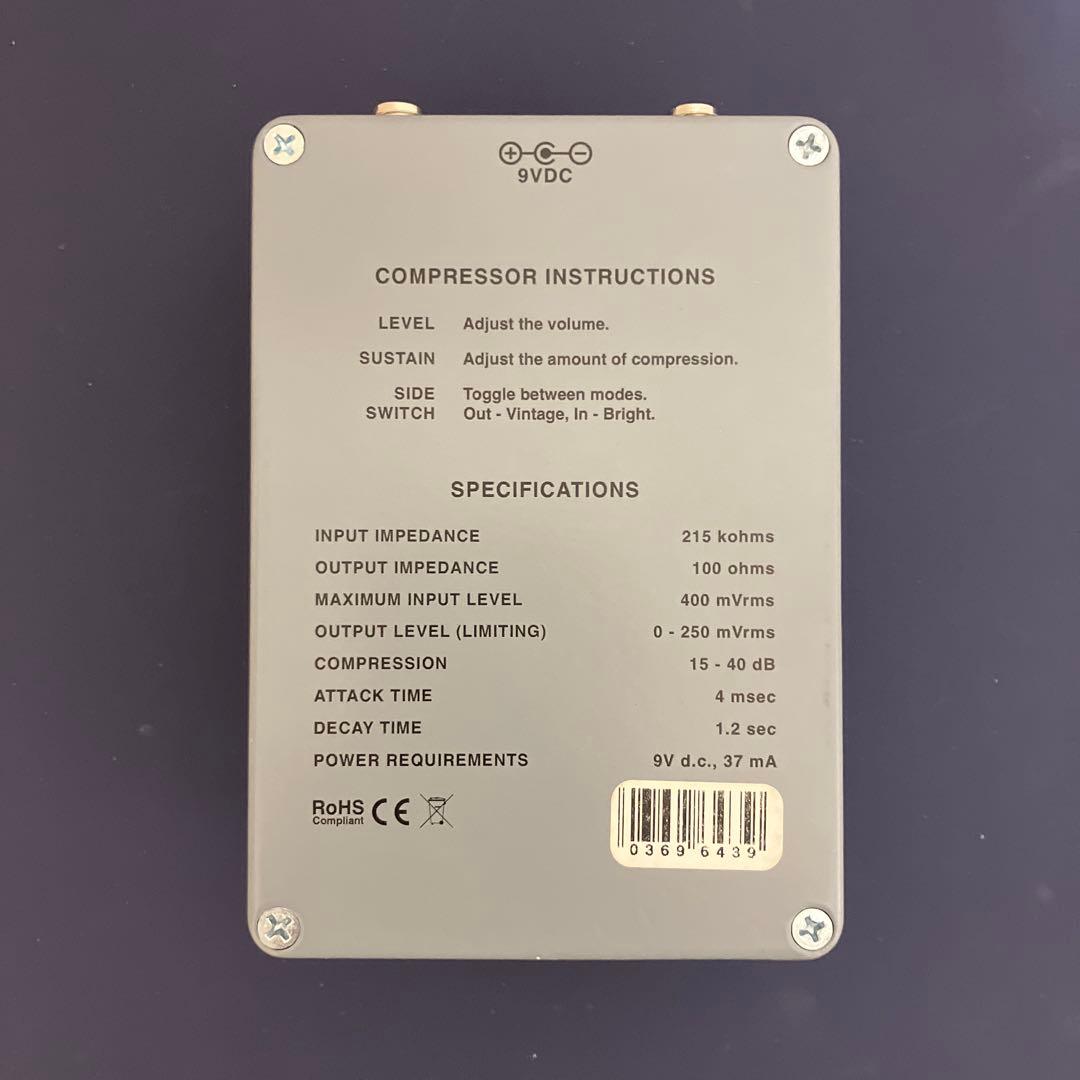 9VDC
COMPRESSOR INSTRUCTIONS
LEVEL Adjust the volume.
SUSTAIN Adjust the amount of compression.
SIDE Toggle between modes.
SWITCH Out - Vintage, In - Bright.
SPECIFICATIONS
INPUT IMPEDANCE 215 kohms
OUTPUT IMPEDANCE 100 ohms
MAXIMUM INPUT LEVEL 400 mVrms
OUTPUT LEVEL (LIMITING) 0 - 250 mVrms
COMPRESSION 15 - 40 dB
ATTACK TIME 4 msec
DECAY TIME 1.2 sec
POWER REQUIREMENTS 9V d.c., 37 mA
RoHS CE
Compliant
0369 6439